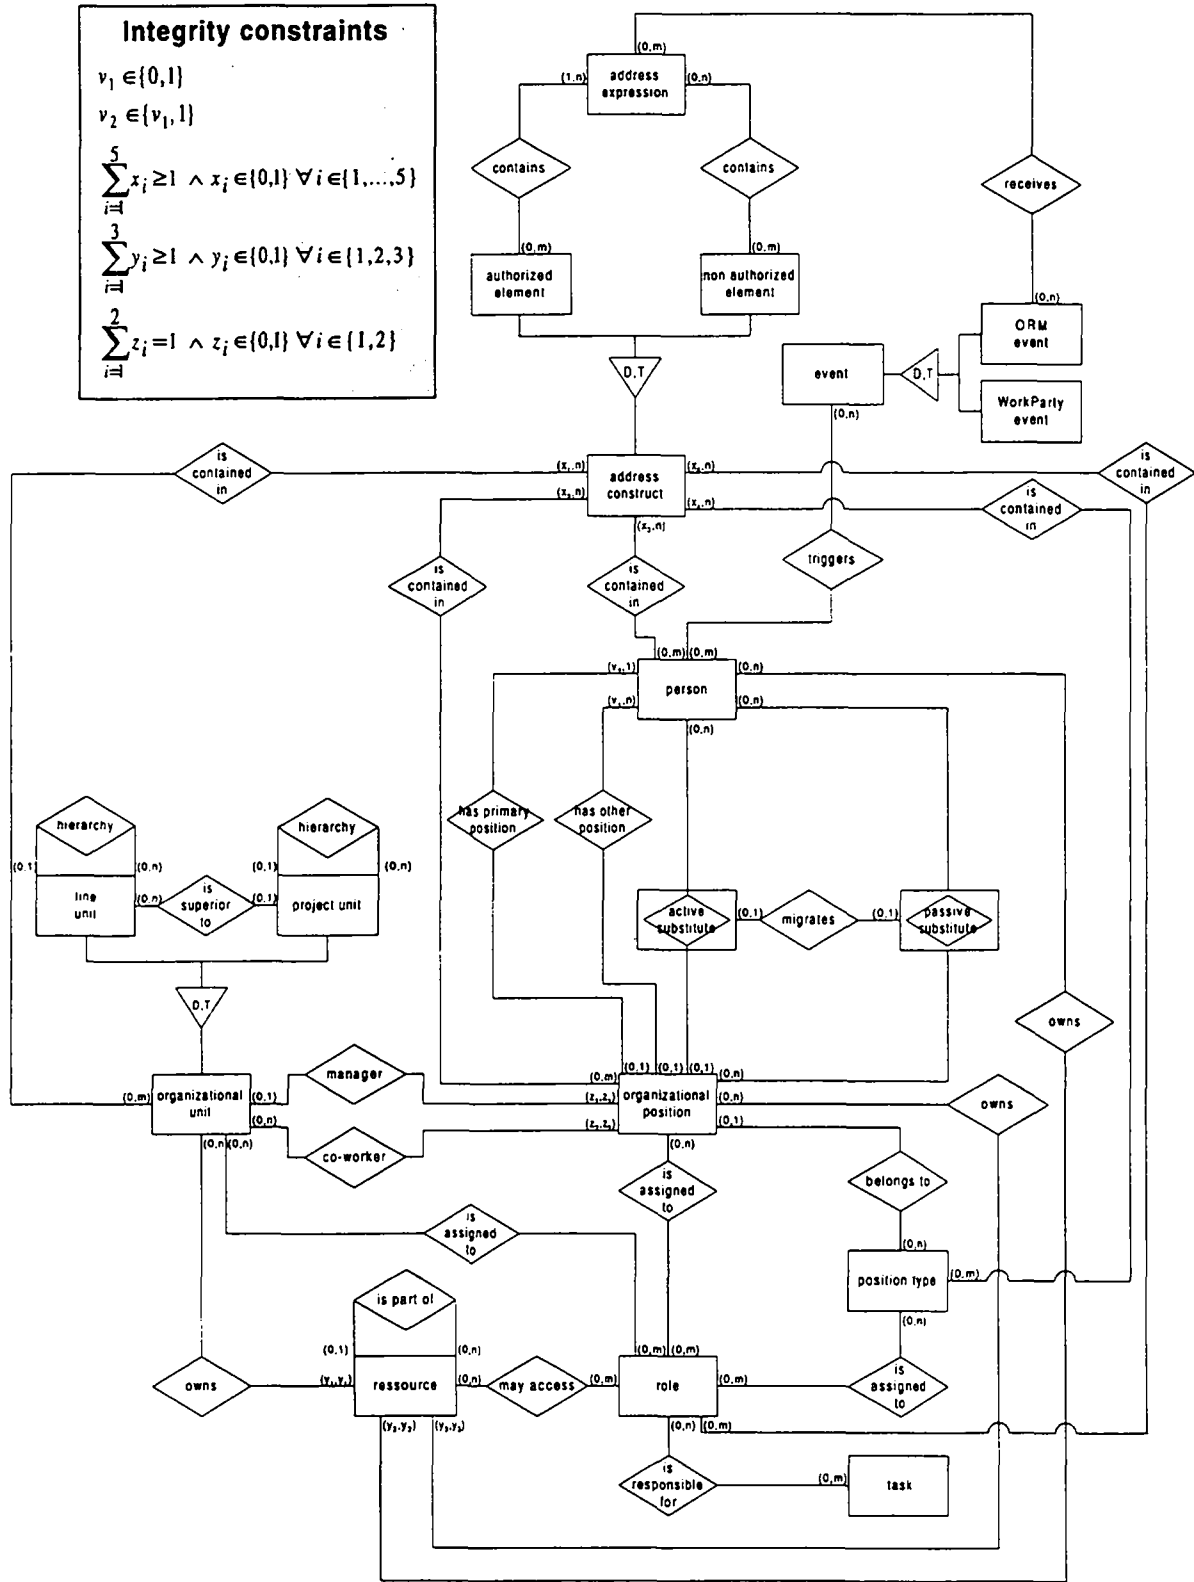 Integrity constraints
v₁ ∈{0,1}
v₂ ∈{v₁,1}
5
∑ xᵢ ≥1 ∧ xᵢ ∈{0,1} ∀ i ∈{1,...,5}
i=1
3
∑ yᵢ ≥1 ∧ yᵢ ∈{0,1} ∀ i ∈{1,2,3}
i=1
2
∑ zᵢ =1 ∧ zᵢ ∈{0,1} ∀ i ∈{1,2}
i=1
(0,m)
(1,n)
address
expression
(0,n)
contains
contains
receives
(0,m)
(0,m)
(0,n)
authorized
element
non authorized
element
ORM
event
D,T
event
D,T
WorkParty
event
(0,n)
is
contained
in
(x₁,n)
address
construct
is
contained
in
is
contained
in
is
contained
in
is
contained
in
triggers
(0,m)
(0,m)
(0,n)
person
(0,n)
(0,n)
has primary
position
has other
position
hierarchy
hierarchy
(0,1)
(0,n)
(0,1)
(0,n)
line
unit
(0,n)
is
superior
to
(0,1)
project unit
active
substitute
(0,1)
migrates
(0,1)
passive
substitute
D,T
owns
(0,m)
organizational
unit
(0,1)
(0,n)
(0,n)
(0,n)
manager
co-worker
(0,1)
(0,1)
(0,1)
(0,m)
organizational
position
(0,n)
(0,n)
(0,1)
(0,n)
owns
is
assigned
to
belongs to
is
assigned
to
(0,n)
position type
(0,m)
(0,n)
is part of
(0,1)
(0,n)
(0,m)
(0,m)
owns
ressource
(0,n)
may access
(0,m)
role
(0,m)
is
assigned
to
(0,n)
(0,m)
is
responsible
for
(0,m)
task